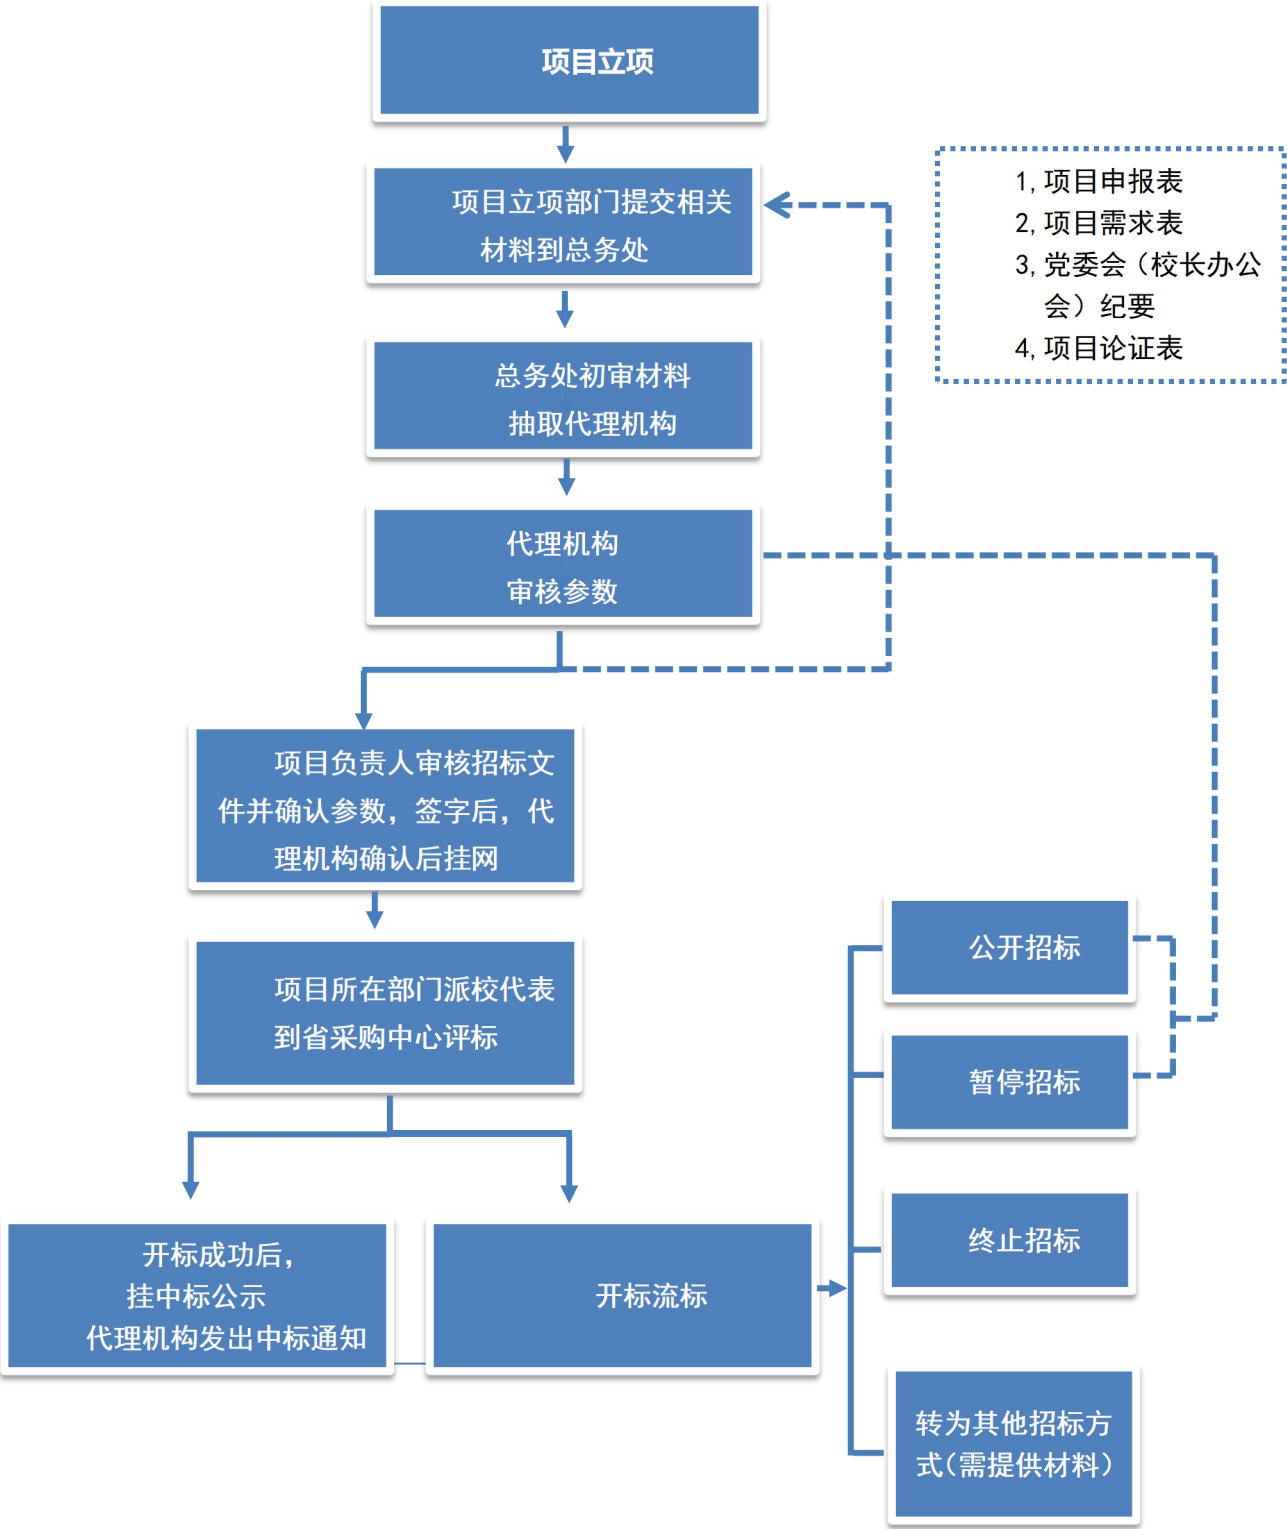 项目立项
项目立项部门提交相关
材料到总务处
1,项目申报表
2,项目需求表
3,党委会（校长办公
会）纪要
4,项目论证表
总务处初审材料
抽取代理机构
代理机构
审核参数
项目负责人审核招标文
件并确认参数，签字后，代
理机构确认后挂网
项目所在部门派校代表
到省采购中心评标
开标成功后，
挂中标公示
代理机构发出中标通知
开标流标
公开招标
暂停招标
终止招标
转为其他招标方
式（需提供材料）